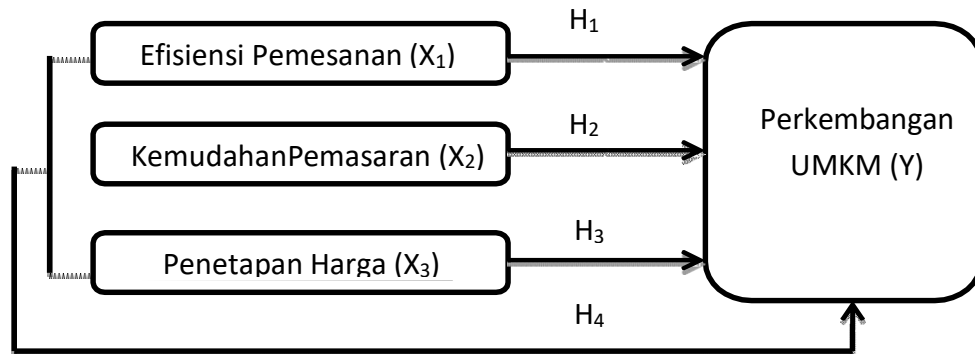 H₁
Efisiensi Pemesanan (X₁)
H₂
KemudahanPemasaran (X₂)
Perkembangan
UMKM (Y)
H₃
Penetapan Harga (X₃)
H₄